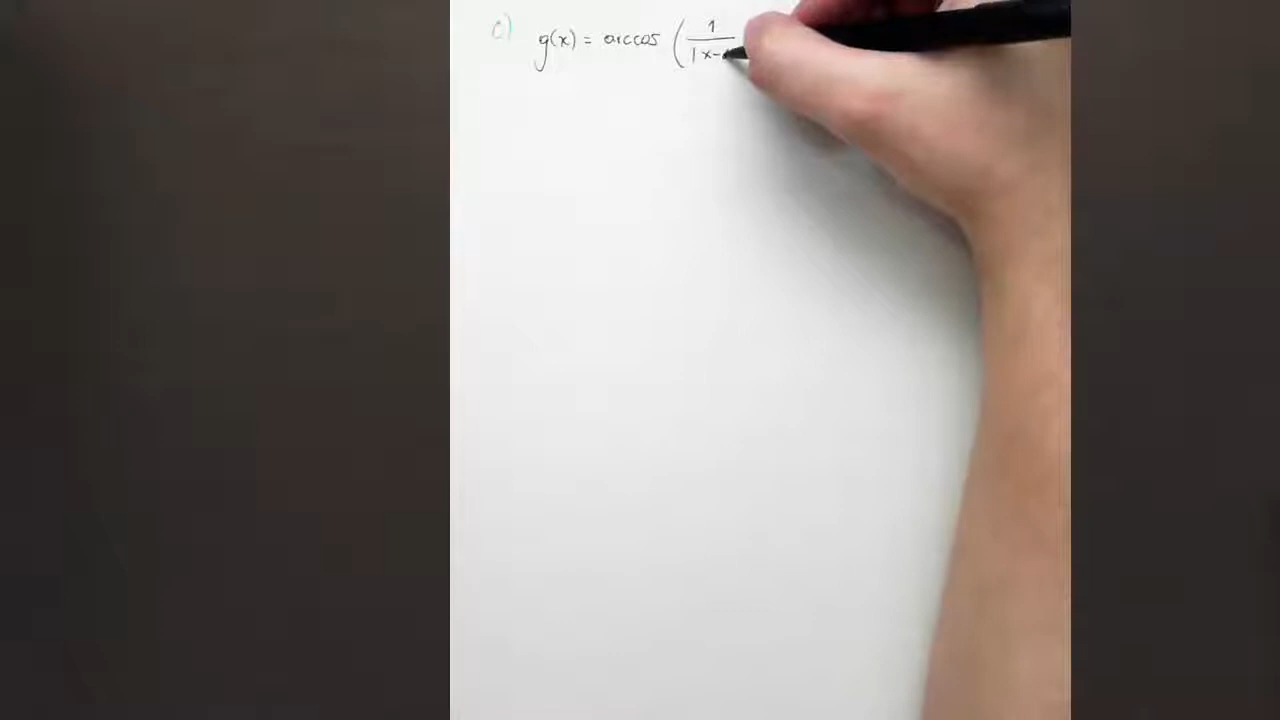 c) g(x) = arccos ( 1 / |x-